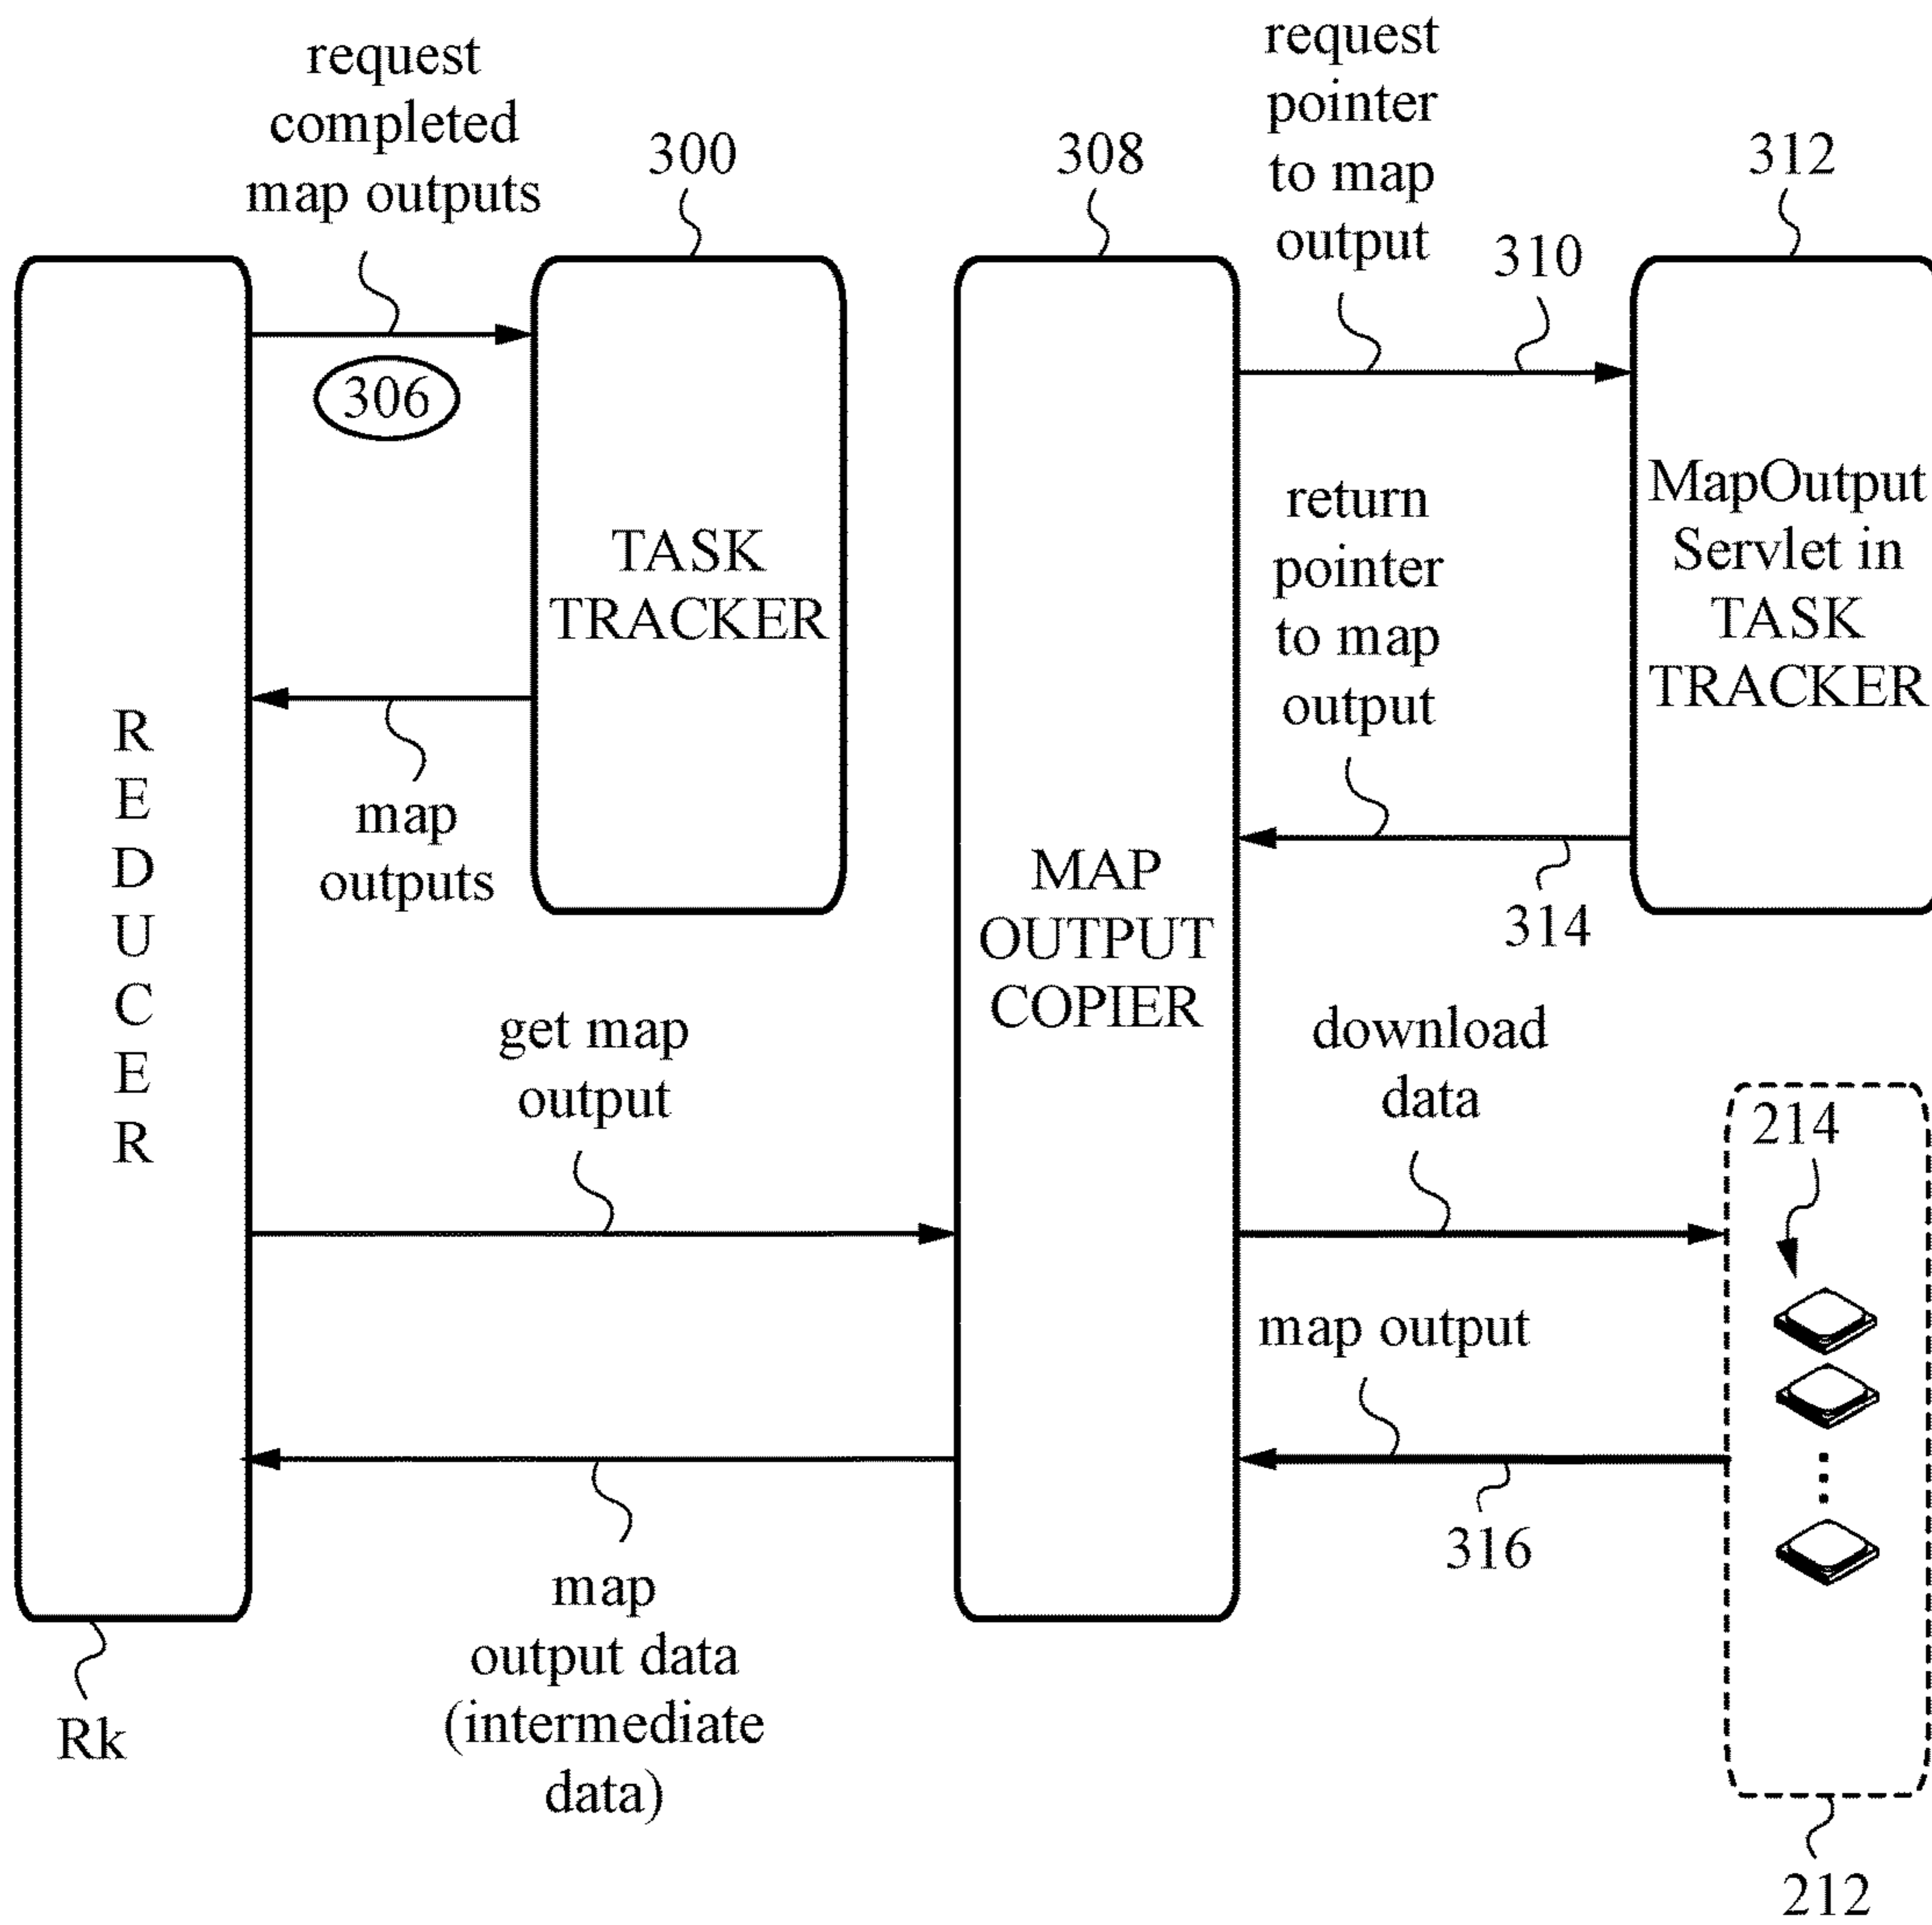 request
completed
map outputs
300
308
request
pointer
to map
output
310
312
306
TASK
TRACKER
map
outputs
return
pointer
to map
output
314
MapOutput
Servlet in
TASK
TRACKER
R
E
D
U
C
E
R
MAP
OUTPUT
COPIER
get map
output
download
data
214
map output
316
map
output data
(intermediate
data)
Rk
212